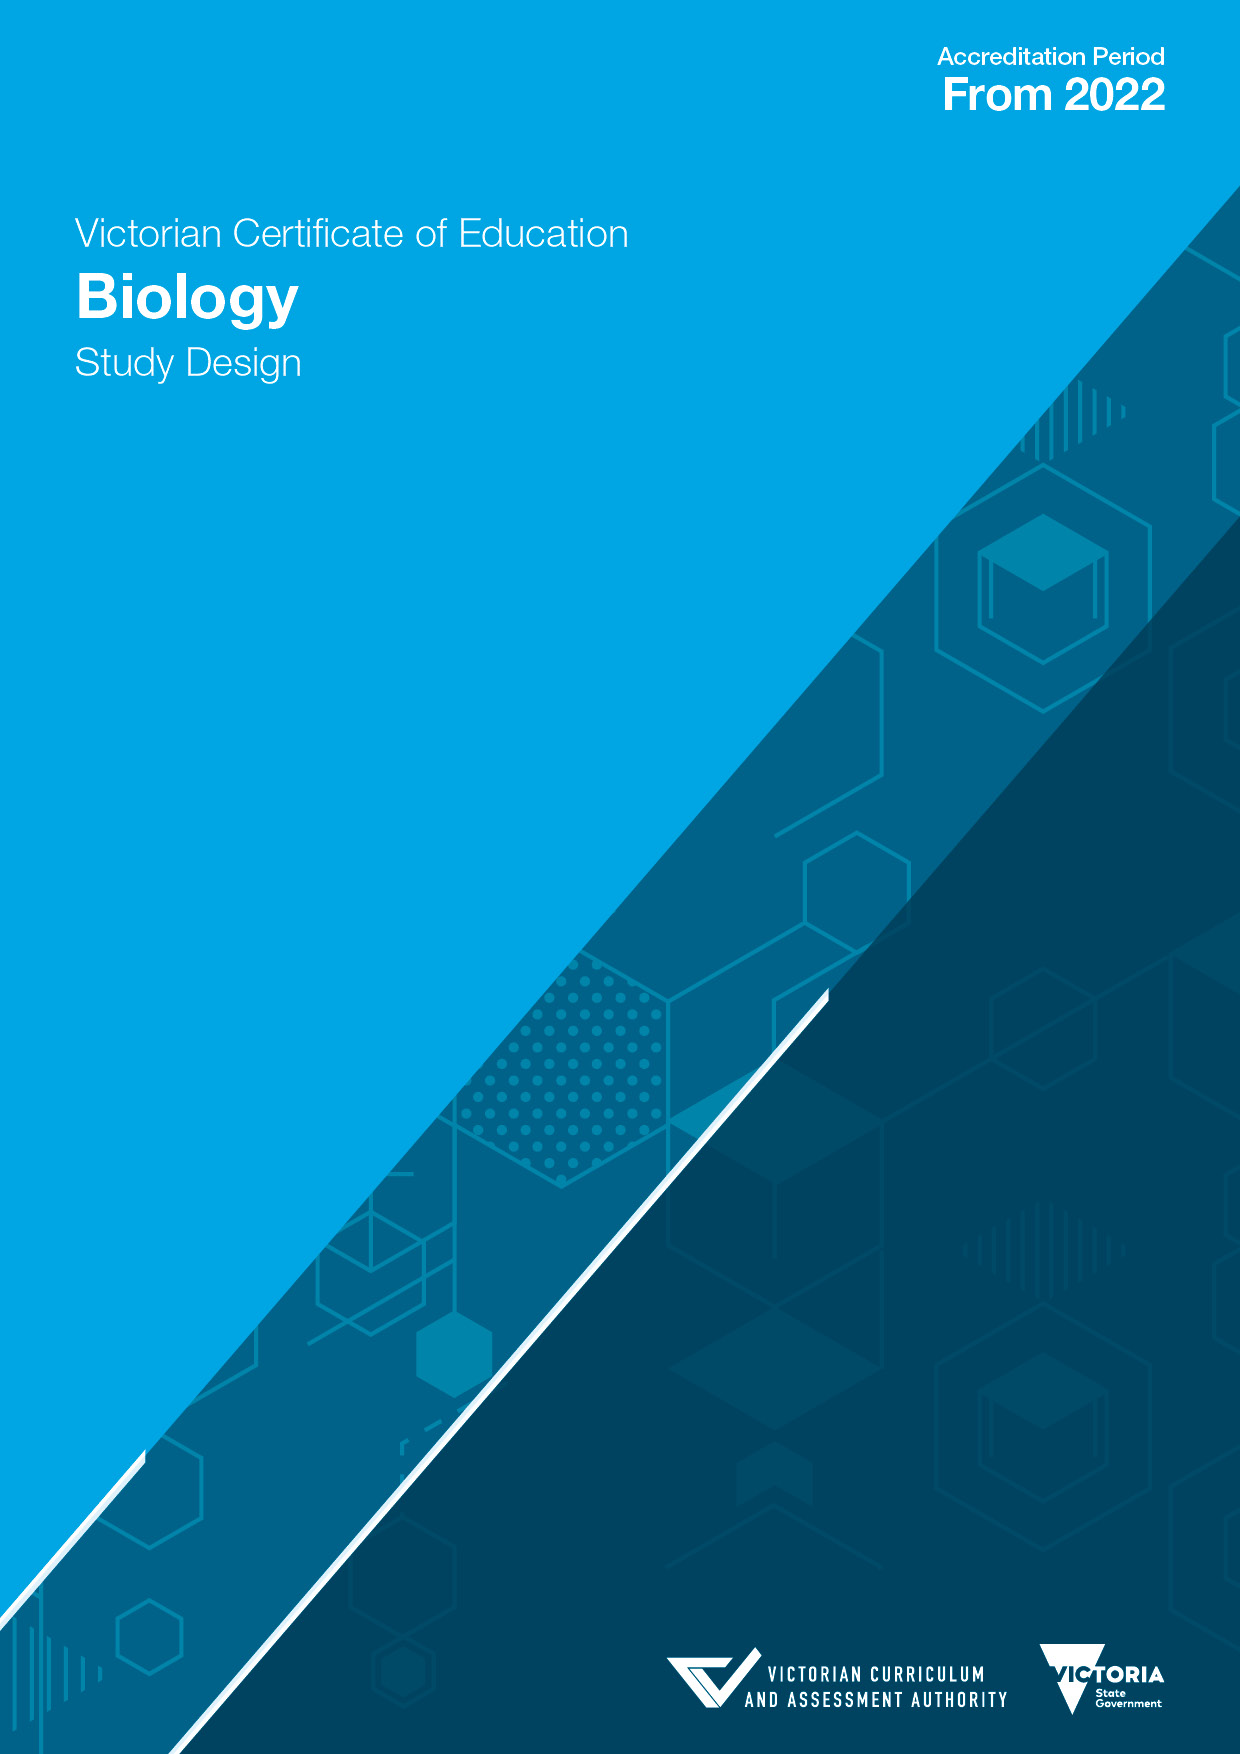 Accreditation Period
From 2022
Victorian Certificate of Education
Biology
Study Design
VICTORIAN CURRICULUM
AND ASSESSMENT AUTHORITY
VICTORIA
State
Government